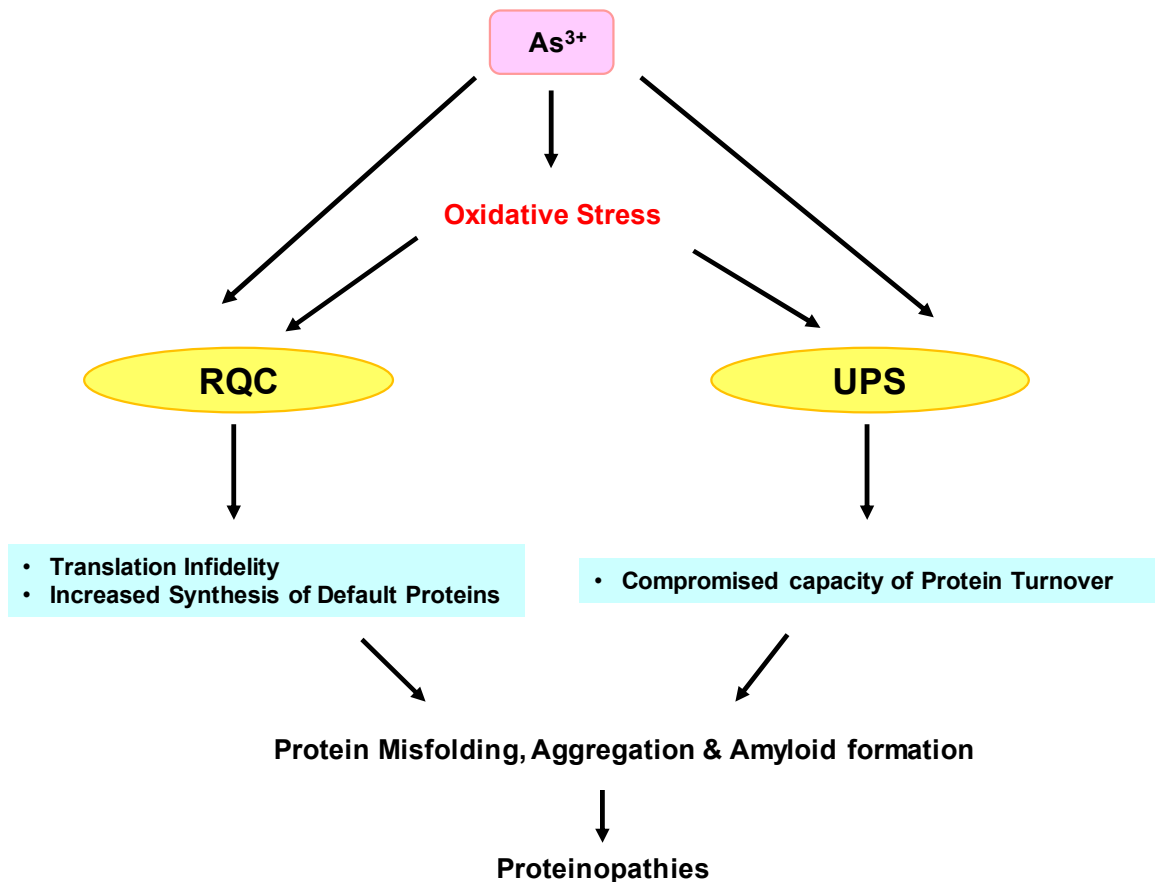 As³⁺
Oxidative Stress
RQC
UPS
• Translation Infidelity
• Increased Synthesis of Default Proteins
• Compromised capacity of Protein Turnover
Protein Misfolding, Aggregation & Amyloid formation
Proteinopathies